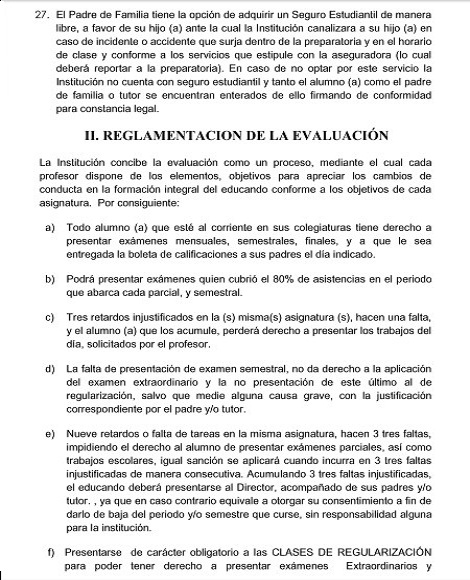 27. El Padre de Familia tiene la opción de adquirir un Seguro Estudiantil de manera
libre, a favor de su hijo (a) ante la cual la Institución canalizara a su hijo (a) en
caso de incidente o accidente que surja dentro de la preparatoria y en el horario
de clase y conforme a los servicios que estipule con la aseguradora (lo cual
deberá reportar a la preparatoria). En caso de no optar por este servicio la
Institución no cuenta con seguro estudiantil y tanto el alumno (a) como el padre
de familia o tutor se encuentran enterados de ello firmando de conformidad
para constancia legal.
II. REGLAMENTACION DE LA EVALUACIÓN
La Institución concibe la evaluación como un proceso, mediante el cual cada
profesor dispone de los elementos, objetivos para apreciar los cambios de
conducta en la formación integral del educando conforme a los objetivos de cada
asignatura. Por consiguiente:
a) Todo alumno (a) que esté al corriente en sus colegiaturas tiene derecho a
presentar exámenes mensuales, semestrales, finales, y a que le sea
entregada la boleta de calificaciones a sus padres el día indicado.
b) Podrá presentar exámenes quien cubrió el 80% de asistencias en el periodo
que abarca cada parcial, y semestral.
c) Tres retardos injustificados en la (s) misma(s) asignatura (s), hacen una falta,
y el alumno (a) que los acumule, perderá derecho a presentar los trabajos del
día, solicitados por el profesor.
d) La falta de presentación de examen semestral, no da derecho a la aplicación
del examen extraordinario y la no presentación de este último al de
regularización, salvo que medie alguna causa grave, con la justificación
correspondiente por el padre y/o tutor.
e) Nueve retardos o falta de tareas en la misma asignatura, hacen 3 tres faltas,
impidiendo el derecho al alumno de presentar exámenes parciales, así como
trabajos escolares, igual sanción se aplicará cuando incurra en 3 tres faltas
injustificadas de manera consecutiva. Acumulando 3 tres faltas injustificadas,
el educando deberá presentarse al Director, acompañado de sus padres y/o
tutor. , ya que en caso contrario equivale a otorgar su consentimiento a fin de
darlo de baja del periodo y/o semestre que curse, sin responsabilidad alguna
para la institución.
f) Presentarse de carácter obligatorio a las CLASES DE REGULARIZACIÓN
para poder tener derecho a presentar exámenes Extraordinarios y